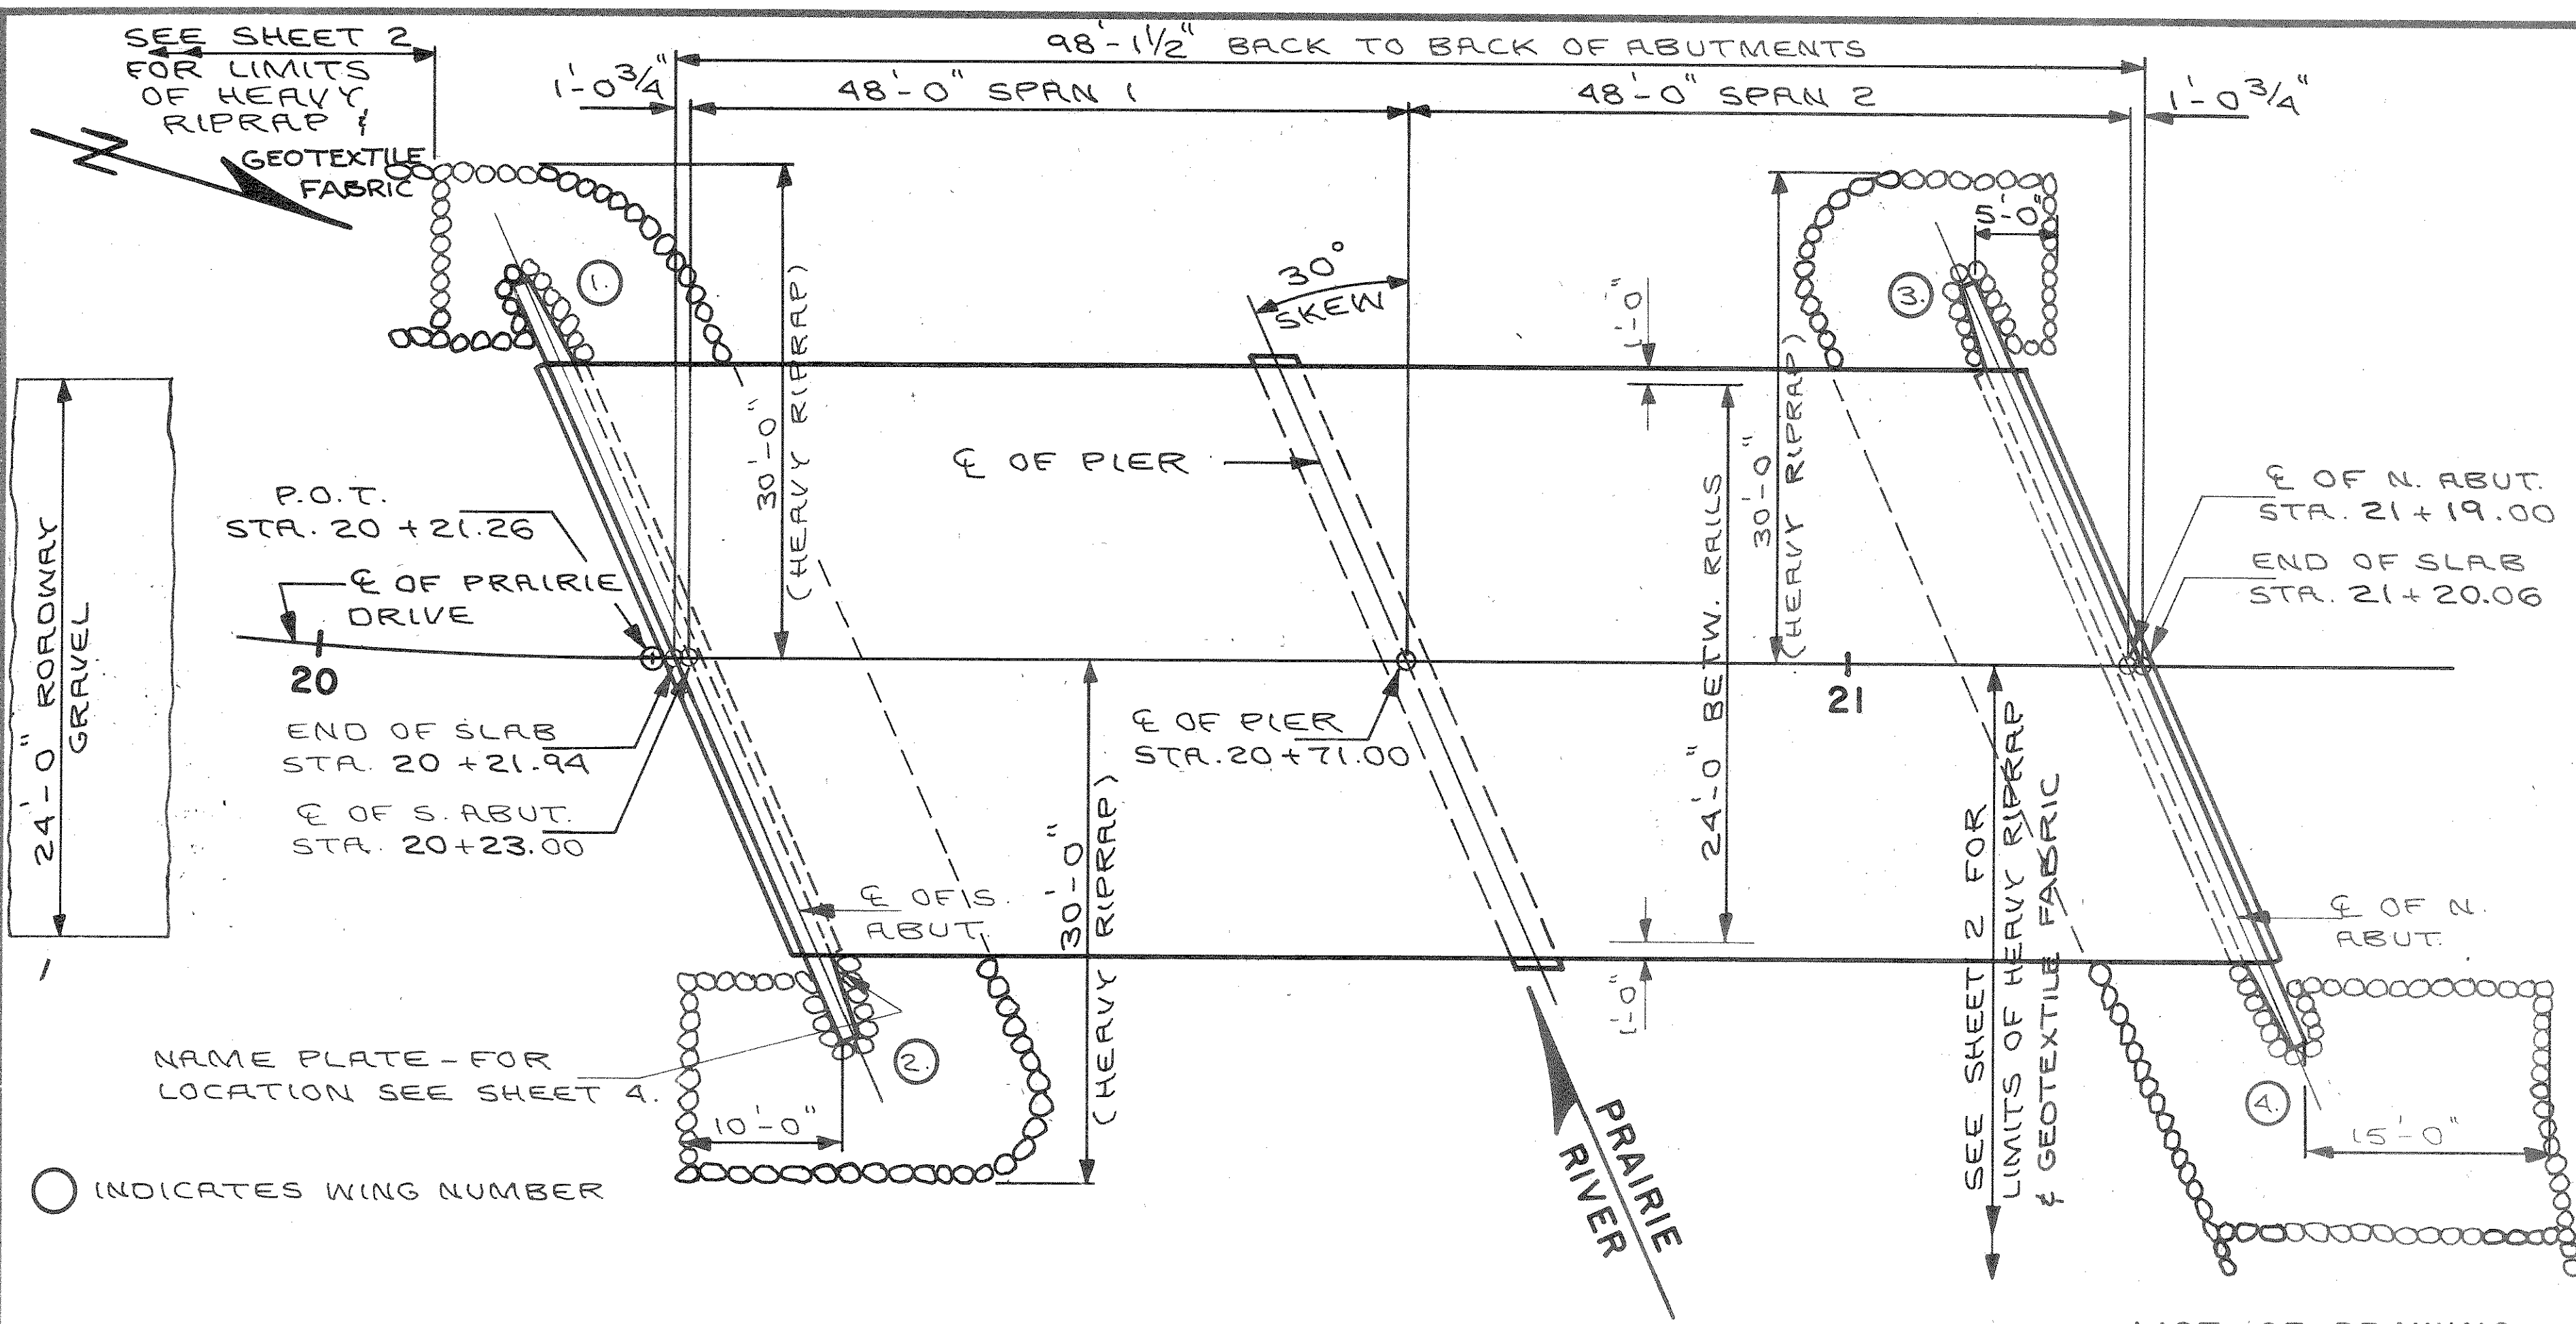 SEE SHEET 2
FOR LIMITS
OF HEAVY
RIPRAP &
GEOTEXTILE
FABRIC
98'-1 1/2" BACK TO BACK OF ABUTMENTS
1'-0 3/4"
48'-0" SPAN 1
48'-0" SPAN 2
1'-0 3/4"
1.
30°
SKEW
1'-0"
3.
5'-0"
30'-0"
(HEAVY RIPRAP)
30'-0"
(HEAVY RIPRAP)
℄ OF PIER
24'-0" ROADWAY
GRAVEL
P.O.T.
STA. 20 + 21.26
℄ OF PRAIRIE
DRIVE
20
21
℄ OF N. ABUT.
STA. 21 + 19.00
END OF SLAB
STA. 21 + 20.06
24'-0" BETW. RAILS
END OF SLAB
STA. 20 + 21.94
℄ OF S. ABUT.
STA. 20+23.00
℄ OF PIER
STA. 20+71.00
℄ OF S.
ABUT.
30'-0"
(HEAVY RIPRAP)
1'-0"
SEE SHEET 2 FOR
LIMITS OF HEAVY RIPRAP
& GEOTEXTILE FABRIC
℄ OF N.
ABUT.
NAME PLATE - FOR
LOCATION SEE SHEET 4.
2.
10'-0"
PRAIRIE
RIVER
4.
15'-0"
INDICATES WING NUMBER